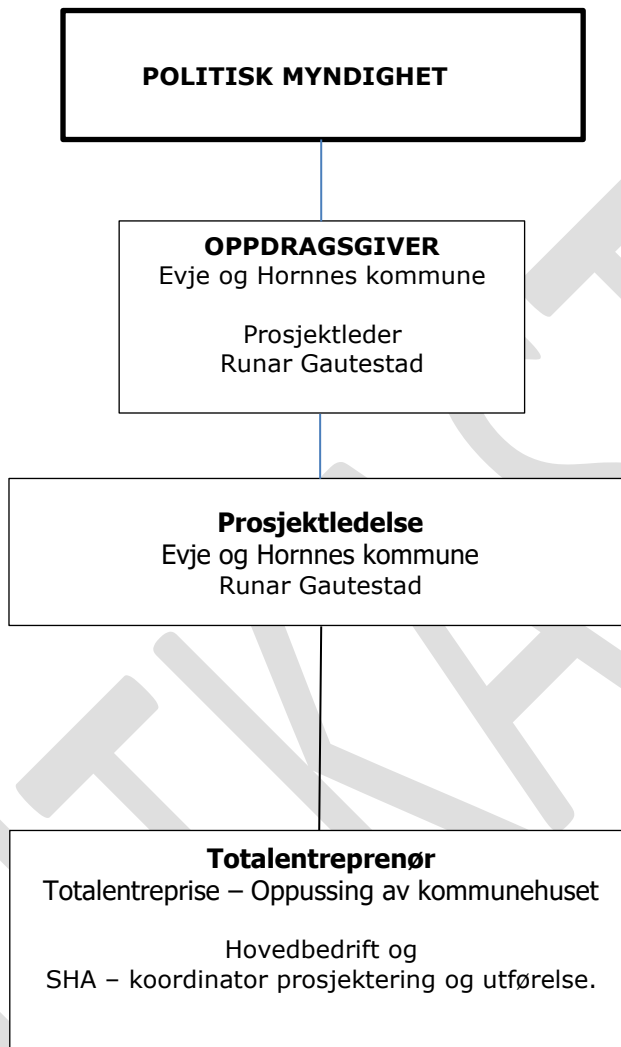 POLITISK MYNDIGHET
OPPDRAGSGIVER
Evje og Hornnes kommune
Prosjektleder
Runar Gautestad
Prosjektledelse
Evje og Hornnes kommune
Runar Gautestad
Totalentreprenør
Totalentreprise – Oppussing av kommunehuset
Hovedbedrift og
SHA – koordinator prosjektering og utførelse.